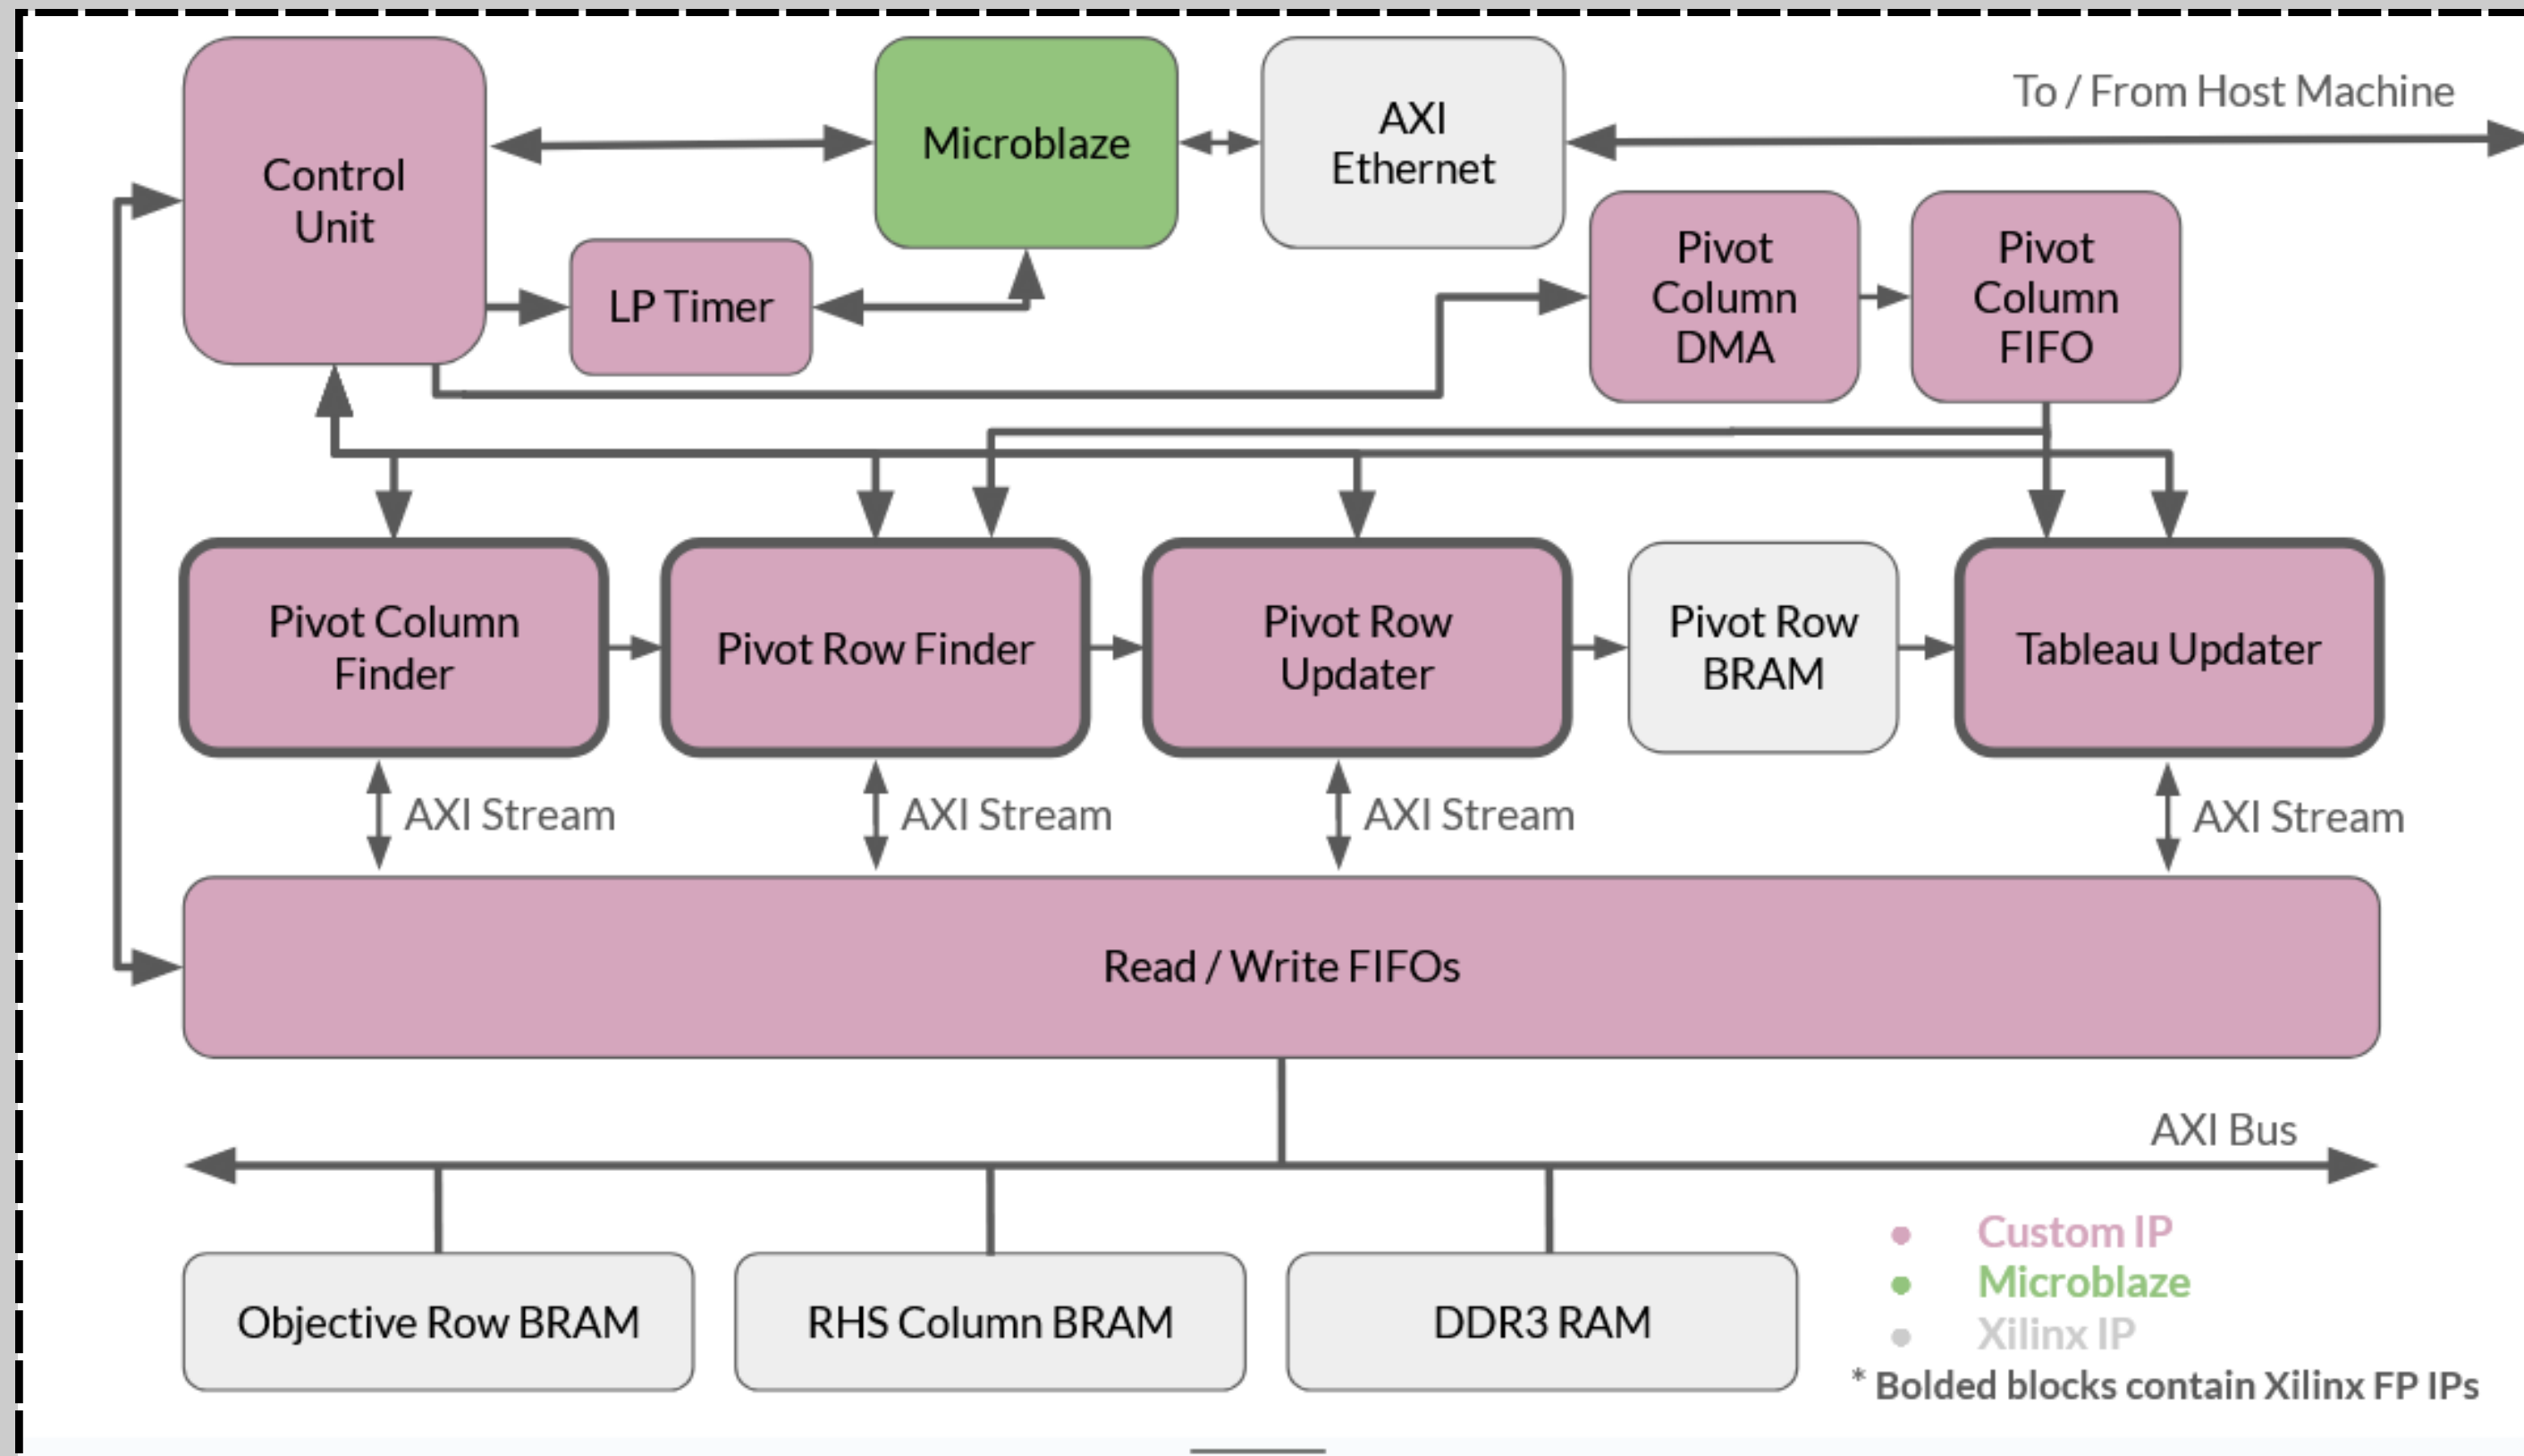 To / From Host Machine
Control
Unit
Microblaze
AXI
Ethernet
LP Timer
Pivot
Column
DMA
Pivot
Column
FIFO
Pivot Column
Finder
Pivot Row Finder
Pivot Row
Updater
Pivot Row
BRAM
Tableau Updater
AXI Stream
AXI Stream
AXI Stream
AXI Stream
Read / Write FIFOs
AXI Bus
Objective Row BRAM
RHS Column BRAM
DDR3 RAM
• Custom IP
• Microblaze
• Xilinx IP
* Bolded blocks contain Xilinx FP IPs